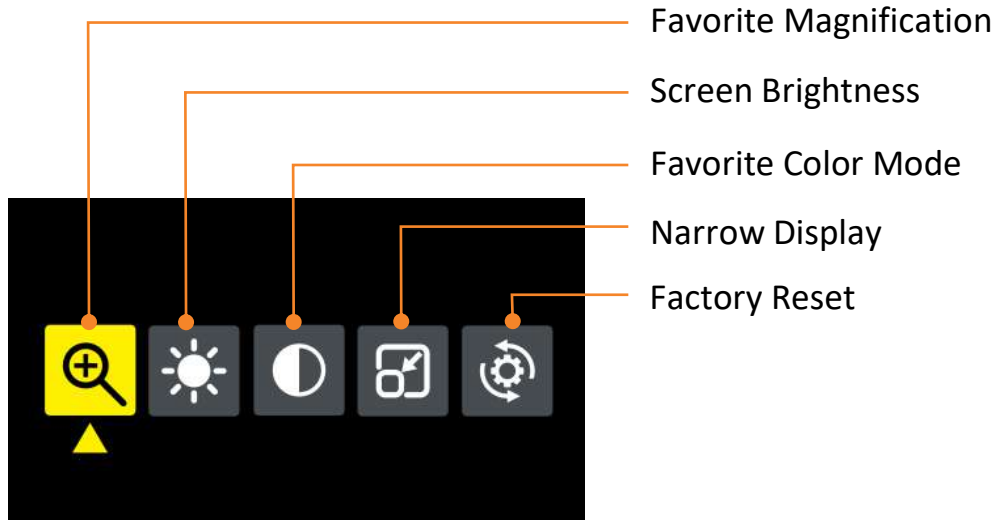 Favorite Magnification
Screen Brightness
Favorite Color Mode
Narrow Display
Factory Reset